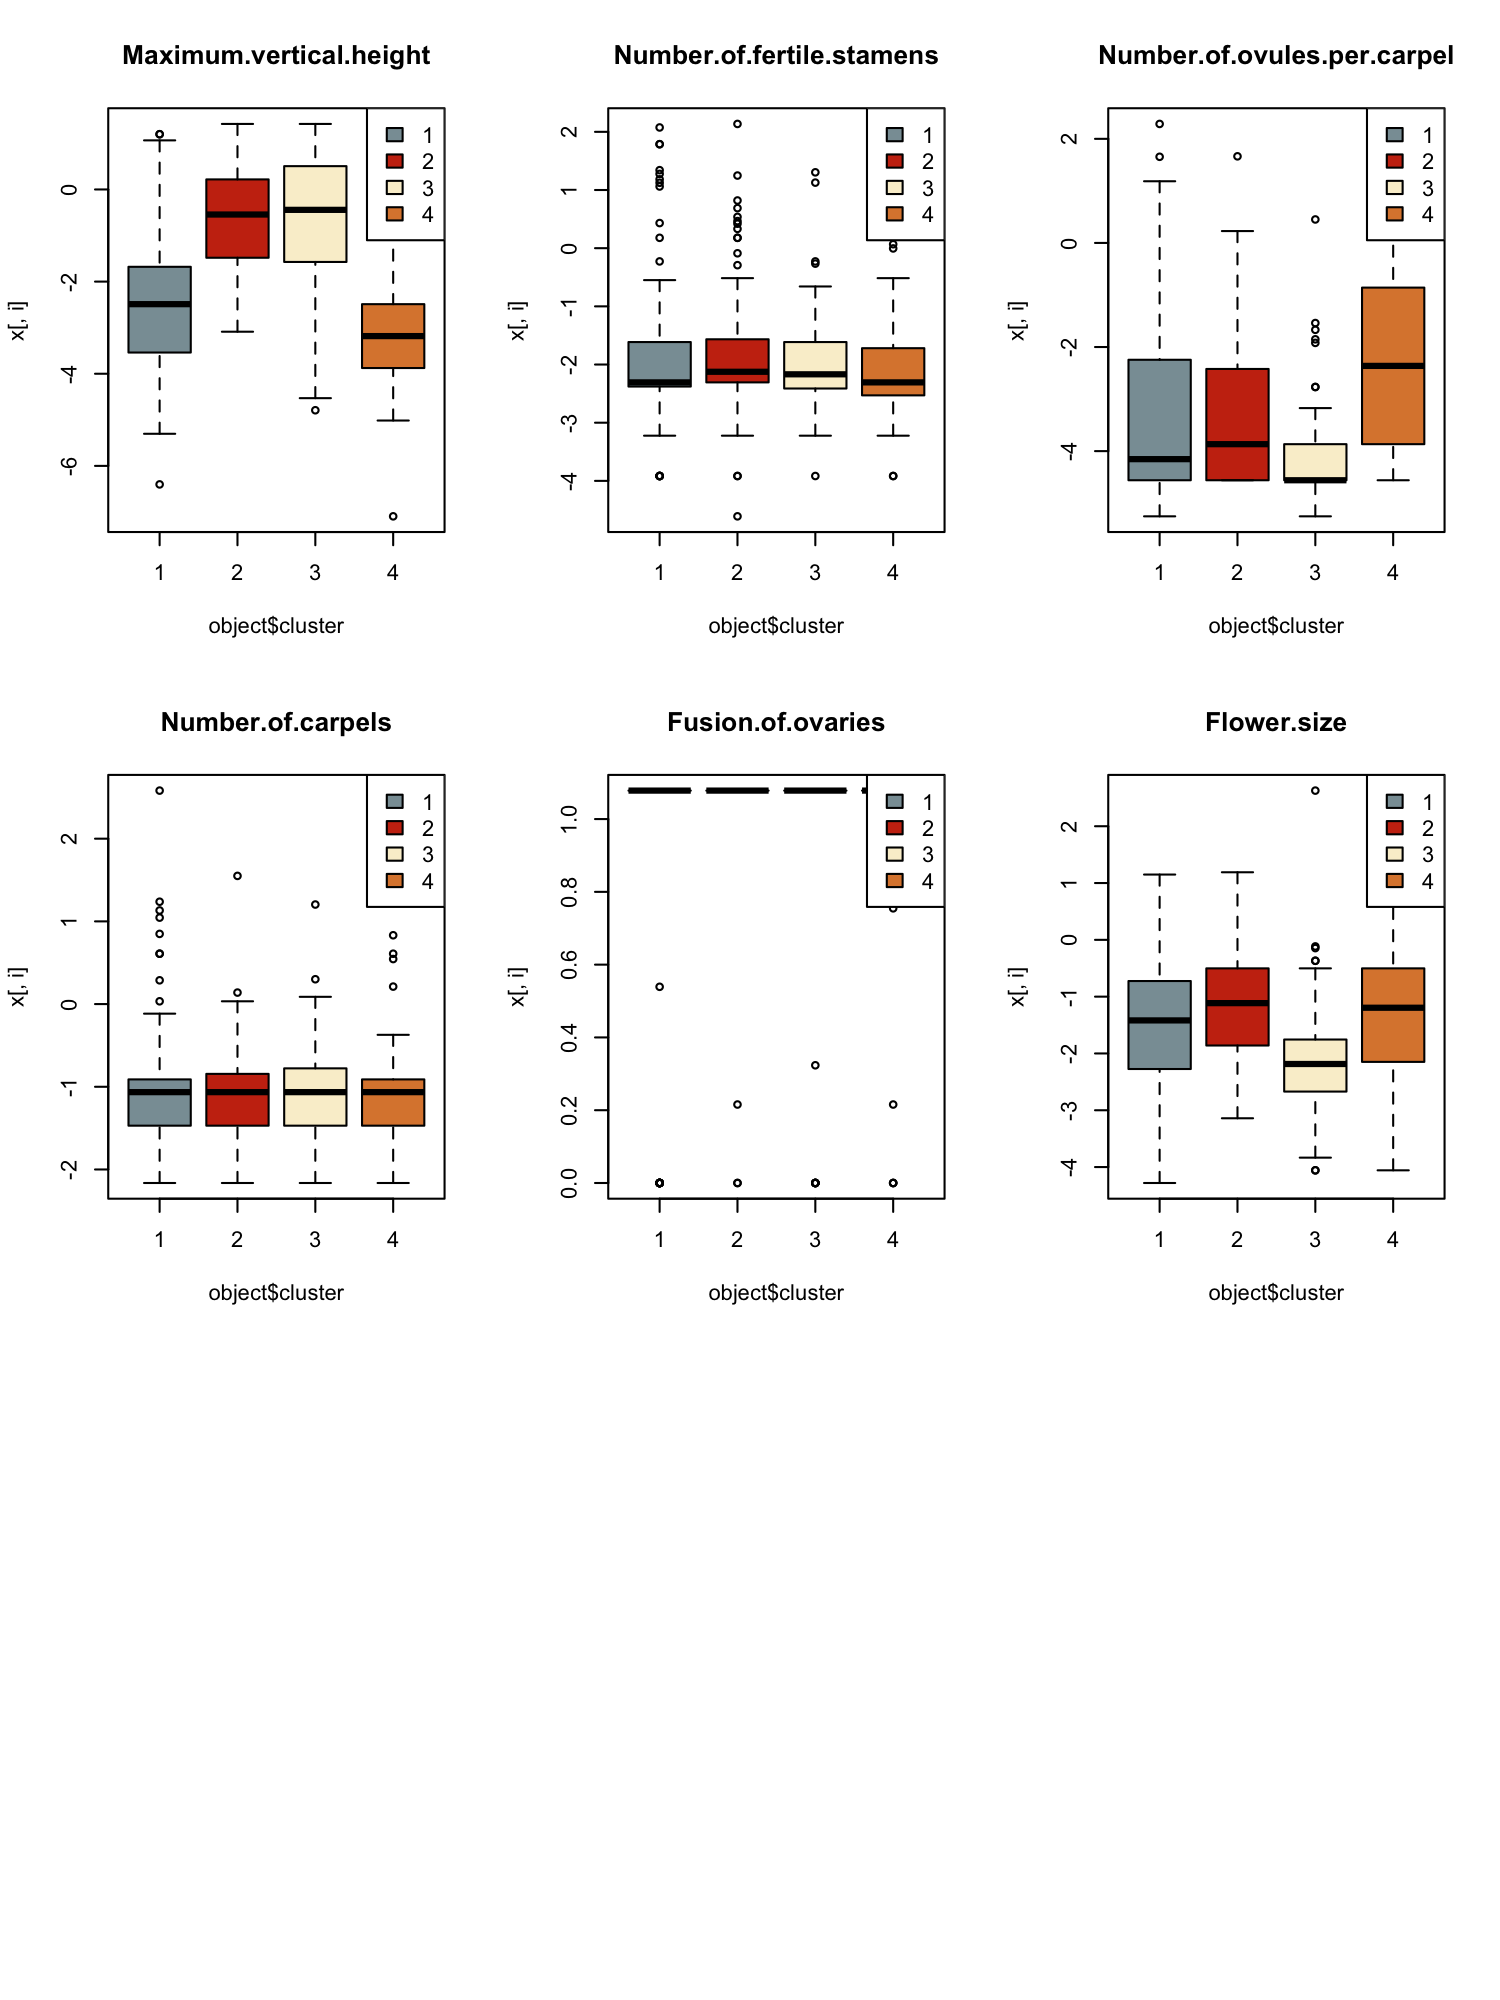 Maximum.vertical.height
x[, i]
0
-2
-4
-6
1
2
3
4
1 2 3 4
object$cluster
Number.of.fertile.stamens
x[, i]
2
1
0
-1
-2
-3
-4
1
2
3
4
1 2 3 4
object$cluster
Number.of.ovules.per.carpel
x[, i]
2
0
-2
-4
1
2
3
4
1 2 3 4
object$cluster
Number.of.carpels
x[, i]
2
1
0
-1
-2
1
2
3
4
1 2 3 4
object$cluster
Fusion.of.ovaries
x[, i]
1.0
0.8
0.6
0.4
0.2
0.0
1
2
3
4
1 2 3 4
object$cluster
Flower.size
x[, i]
2
1
0
-1
-2
-3
-4
1
2
3
4
1 2 3 4
object$cluster